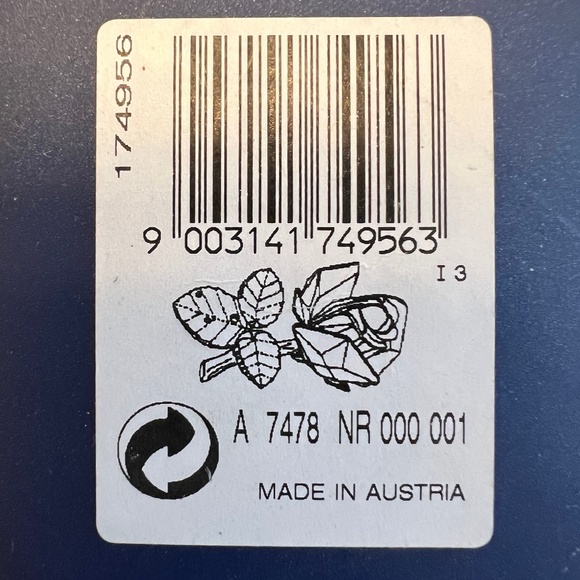 174956
9 003141 749563
I 3
A 7478 NR 000 001
MADE IN AUSTRIA